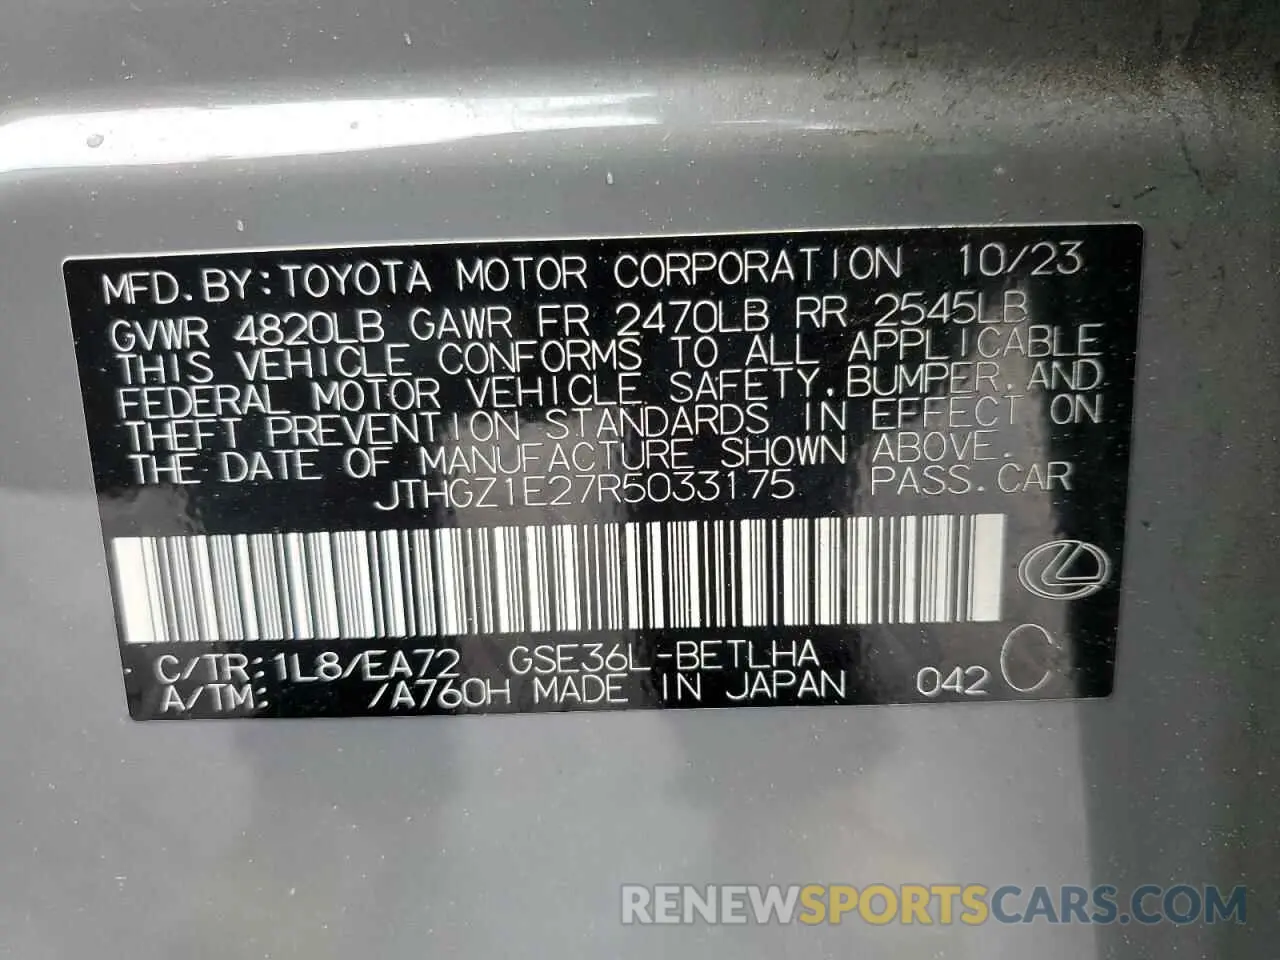 MFD.BY:TOYOTA MOTOR CORPORATION 10/23
GVWR 4820LB GAWR FR 2470LB RR 2545LB
THIS VEHICLE CONFORMS TO ALL APPLICABLE
FEDERAL MOTOR VEHICLE SAFETY,BUMPER,AND
THEFT PREVENTION STANDARDS IN EFFECT ON
THE DATE OF MANUFACTURE SHOWN ABOVE.
JTHGZ1E27R5033175 PASS.CAR
C/TR:1L8/EA72 GSE36L-BETLHA
A/TM: /A760H MADE IN JAPAN 042 C
RENEWSPORTSCARS.COM